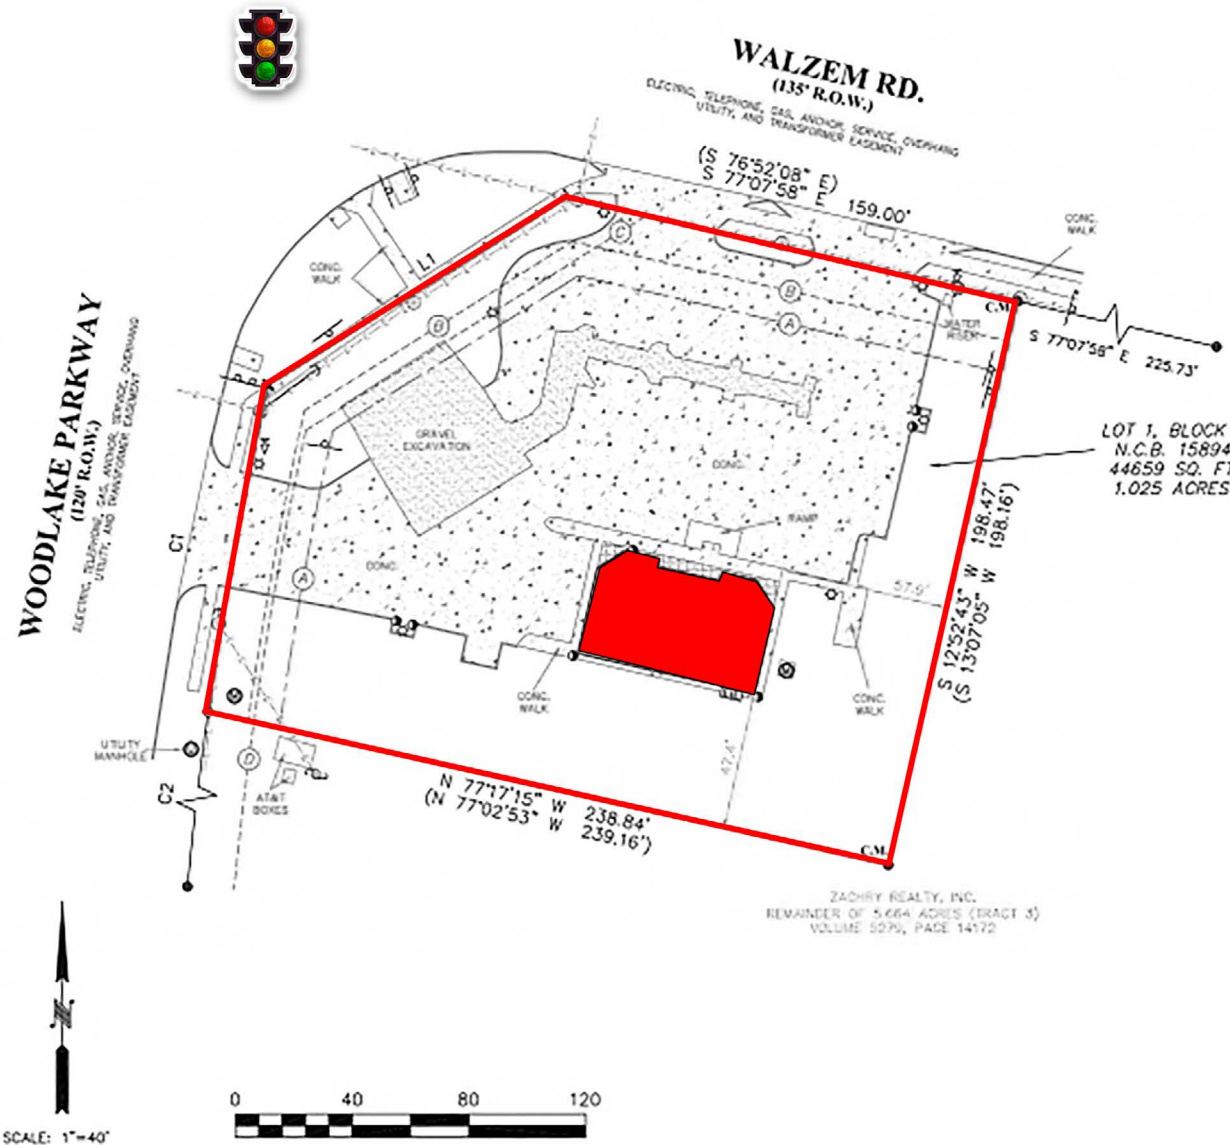 WALZEM RD.
(135' R.O.W.)
ELECTRIC, TELEPHONE, GAS, ANCHOR, SERVICE, OVERHANG
UTILITY, AND TRANSFORMER EASEMENT
(S 76°52'08" E)
S 77°07'58" E 159.00'
CONC.
WALK
L1
CONC.
WALK
C
B
A
B
C.M.
WATER
RISER
S 77°07'58" E 225.73'
WOODLAKE PARKWAY
(120' R.O.W.)
ELECTRIC, TELEPHONE, GAS, ANCHOR, SERVICE, OVERHANG
UTILITY, AND TRANSFORMER EASEMENT
GRAVEL
EXCAVATION
CONC.
LOT 1, BLOCK
N.C.B. 15894
44659 SQ. FT
1.025 ACRES
RAMP
C1
CONC.
A
57.9'
S 12°52'43" W 198.47'
(S 13°07'05" W 198.16')
CONC.
WALK
CONC.
WALK
UTILITY
MANHOLE
D
42.4'
C2
AT&T
BOXES
N 77°17'15" W 238.84'
(N 77°02'53" W 239.16')
C.M.
ZACHRY REALTY, INC.
REMAINDER OF 5.664 ACRES (TRACT 3)
VOLUME 5270, PAGE 14172
N
0 40 80 120
SCALE: 1"=40'